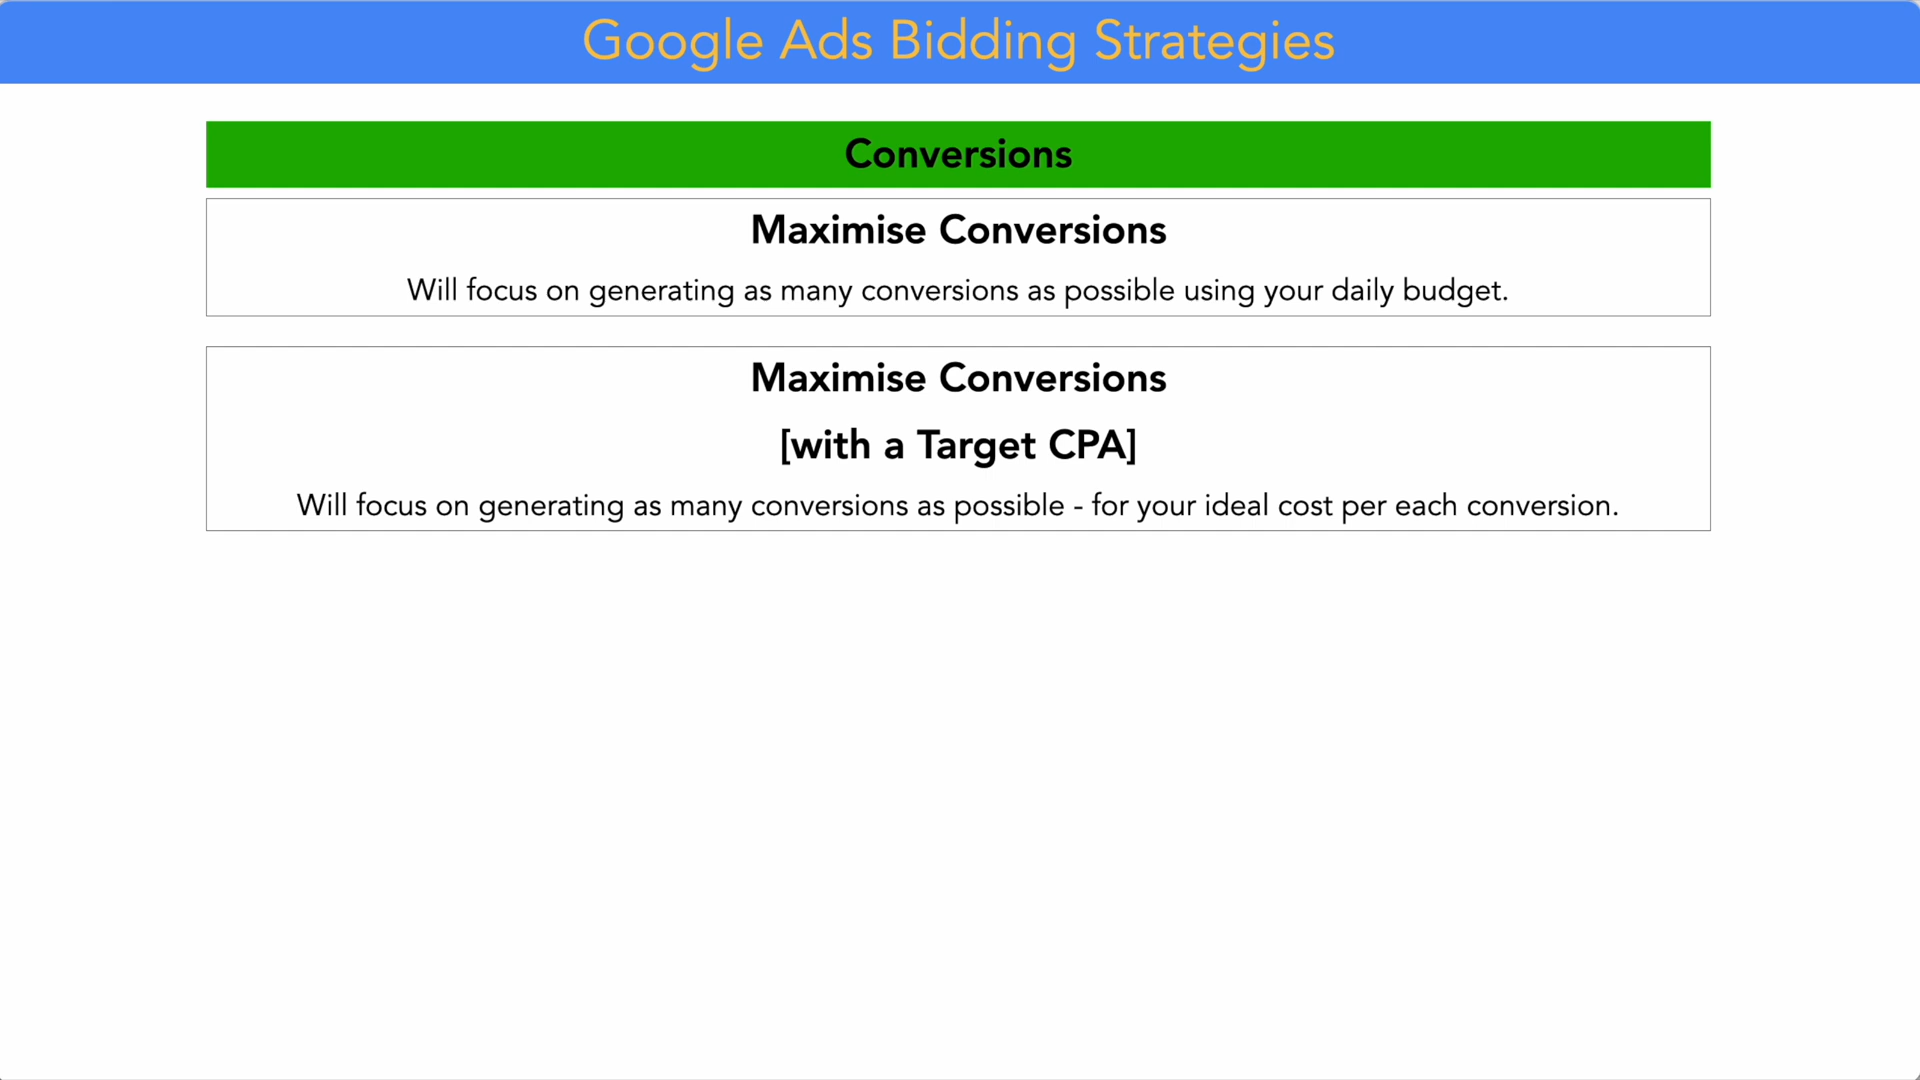 Google Ads Bidding Strategies
Conversions
Maximise Conversions
Will focus on generating as many conversions as possible using your daily budget.
Maximise Conversions
[with a Target CPA]
Will focus on generating as many conversions as possible - for your ideal cost per each conversion.